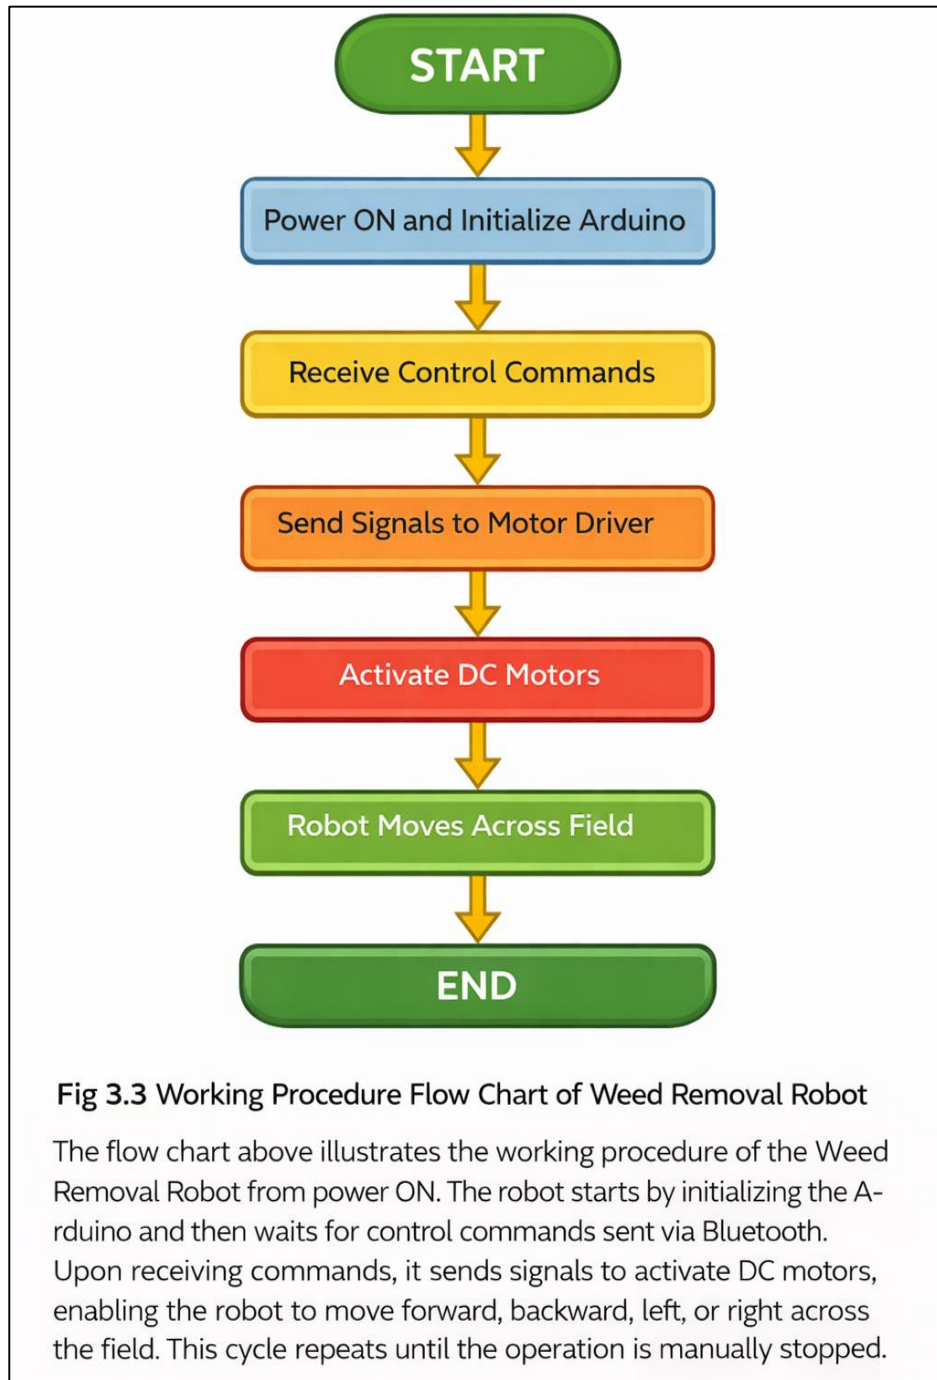 START
Power ON and Initialize Arduino
Receive Control Commands
Send Signals to Motor Driver
Activate DC Motors
Robot Moves Across Field
END
Fig 3.3 Working Procedure Flow Chart of Weed Removal Robot
The flow chart above illustrates the working procedure of the Weed
Removal Robot from power ON. The robot starts by initializing the A-
rduino and then waits for control commands sent via Bluetooth.
Upon receiving commands, it sends signals to activate DC motors,
enabling the robot to move forward, backward, left, or right across
the field. This cycle repeats until the operation is manually stopped.